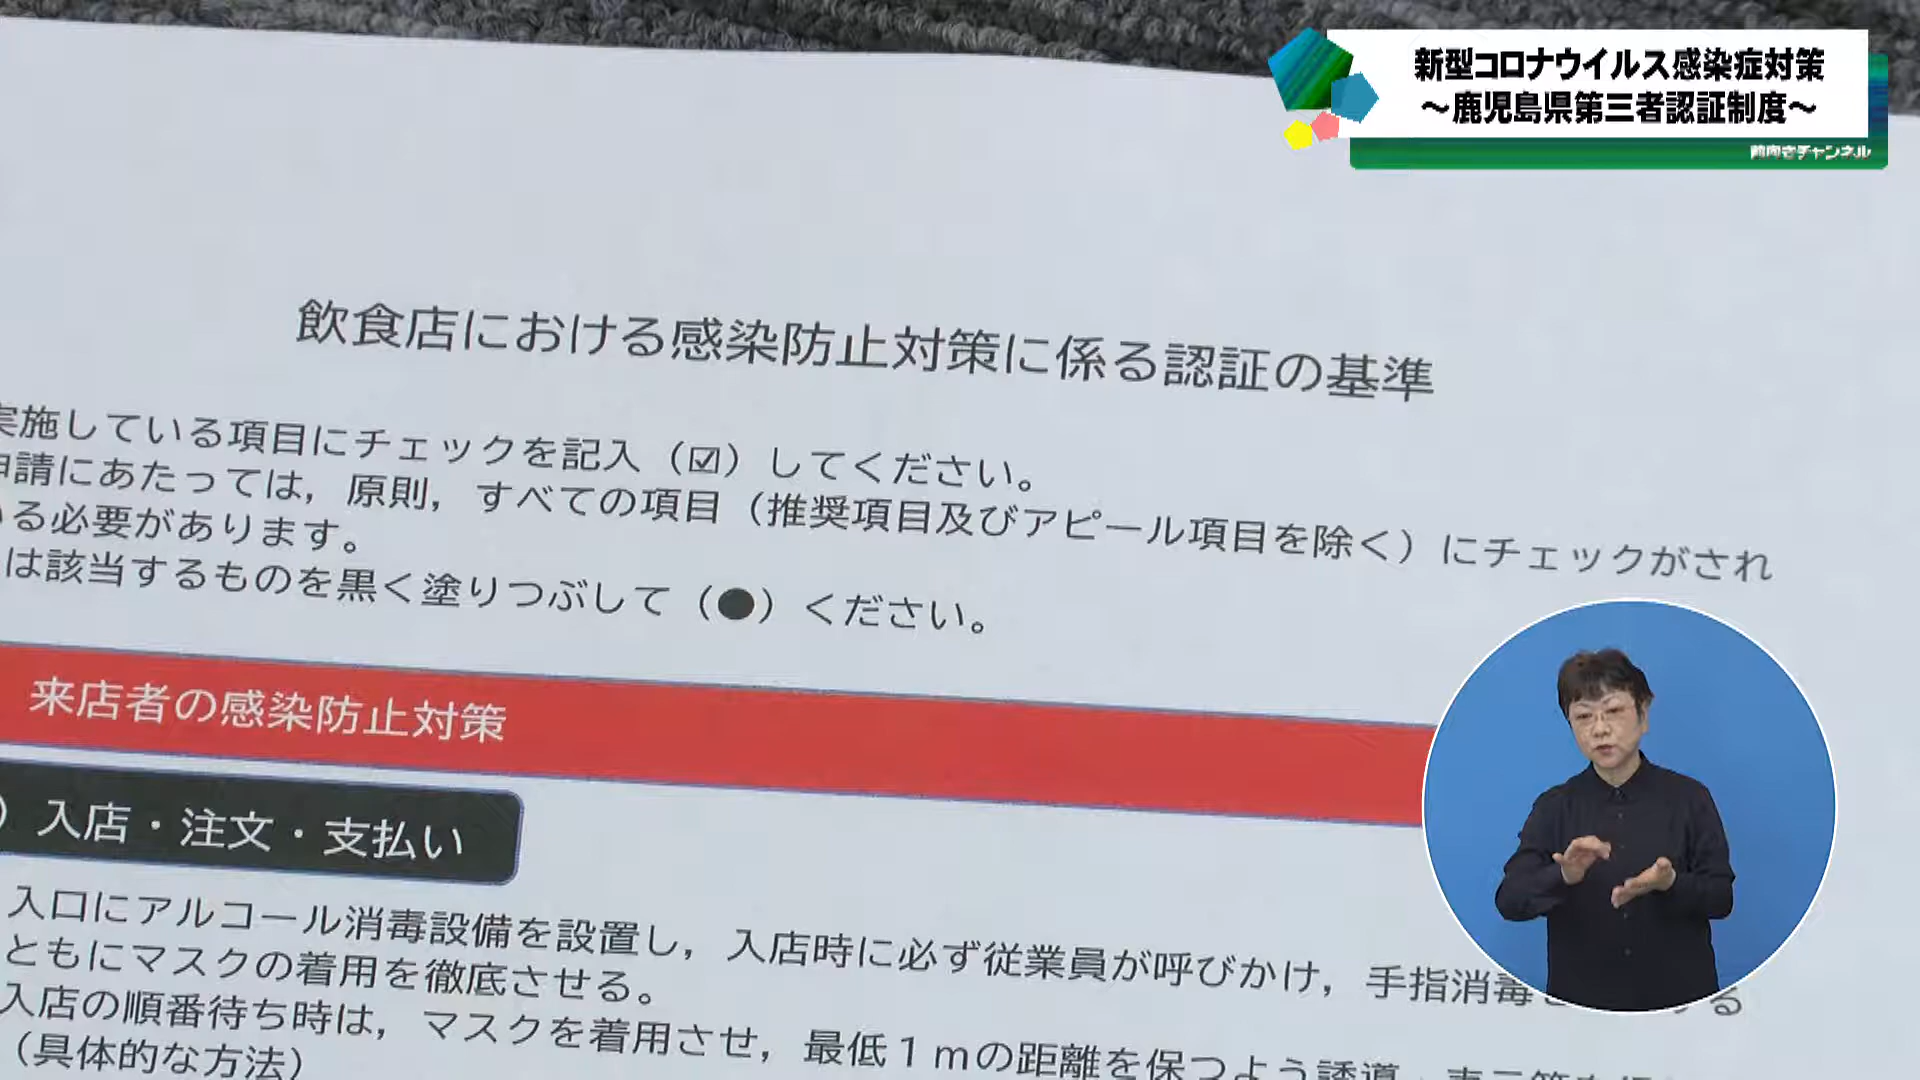 新型コロナウイルス感染症対策
～鹿児島県第三者認証制度～
前向きチャンネル
飲食店における感染防止対策に係る認証の基準
実施している項目にチェックを記入（☑）してください。
申請にあたっては，原則，すべての項目（推奨項目及びアピール項目を除く）にチェックがされ
いる必要があります。
は該当するものを黒く塗りつぶして（●）ください。
来店者の感染防止対策
）入店・注文・支払い
入口にアルコール消毒設備を設置し，入店時に必ず従業員が呼びかけ，手指消毒
ともにマスクの着用を徹底させる。
入店の順番待ち時は，マスクを着用させ，最低１ｍの距離を保つよう誘導
（具体的な方法）